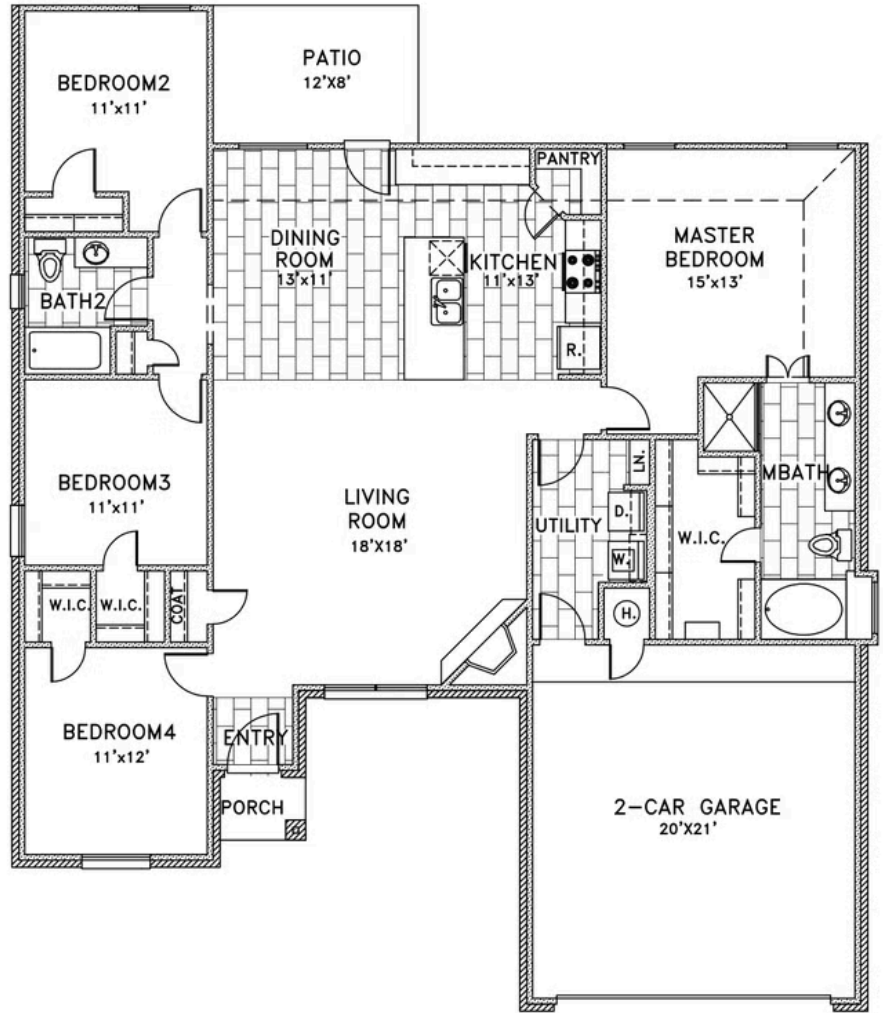 PATIO
12'X8'
BEDROOM2
11'x11'
PANTRY
DINING
ROOM
13'x11'
KITCHEN
11'x13'
MASTER
BEDROOM
15'x13'
BATH2
R.
BEDROOM3
11'x11'
LIVING
ROOM
18'X18'
LN.
D.
UTILITY
W.
MBATH
W.I.C.
W.I.C.
W.I.C.
COAT
H.
BEDROOM4
11'x12'
ENTRY
PORCH
2-CAR GARAGE
20'X21'